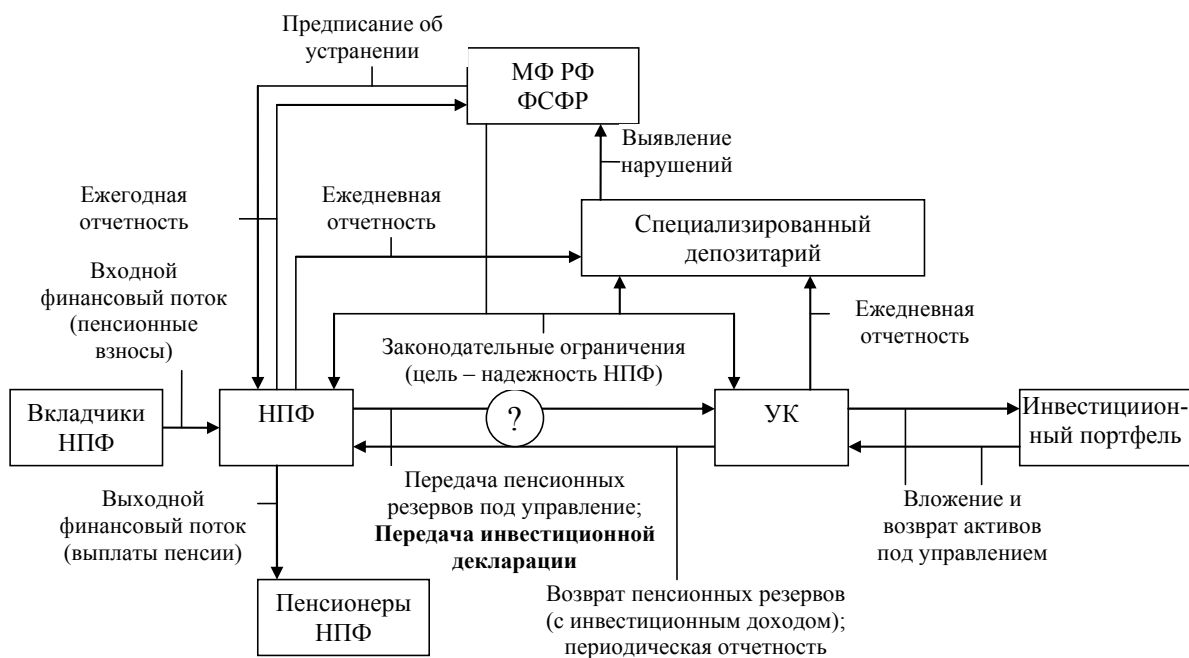 Предписание об
устранении
МФ РФ
ФСФР
Выявление
нарушений
Ежегодная
отчетность
Ежедневная
отчетность
Специализированный
депозитарий
Входной
финансовый поток
(пенсионные
взносы)
Ежедневная
отчетность
Законодательные ограничения
(цель – надежность НПФ)
Вкладчики
НПФ
НПФ
?
УК
Инвестициион-
ный портфель
Выходной
финансовый поток
(выплаты пенсии)
Передача пенсионных
резервов под управление;
Передача инвестиционной
декларации
Вложение и
возврат активов
под управлением
Пенсионеры
НПФ
Возврат пенсионных резервов
(с инвестиционным доходом);
периодическая отчетность